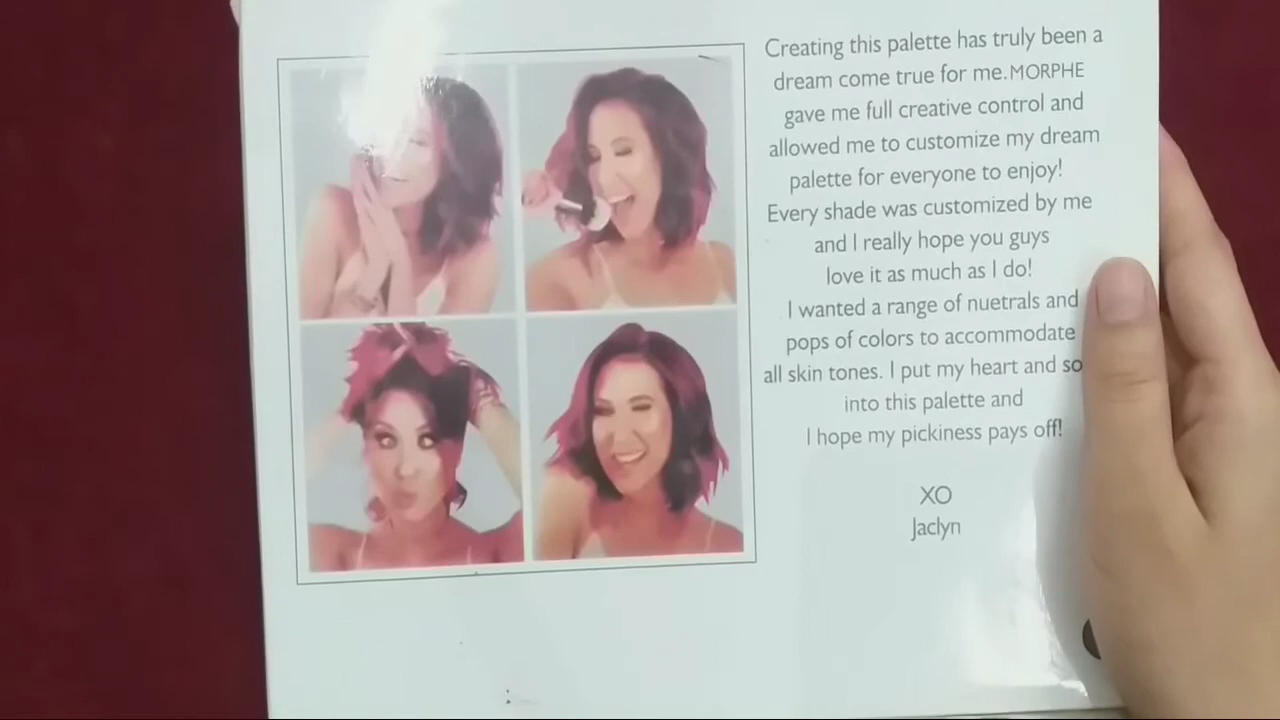 Creating this palette has truly been a
dream come true for me.MORPHE
gave me full creative control and
allowed me to customize my dream
palette for everyone to enjoy!
Every shade was customized by me
and I really hope you guys
love it as much as I do!
I wanted a range of nuetrals and
pops of colors to accommodate
all skin tones. I put my heart and so
into this palette and
I hope my pickiness pays off!
XO
Jaclyn